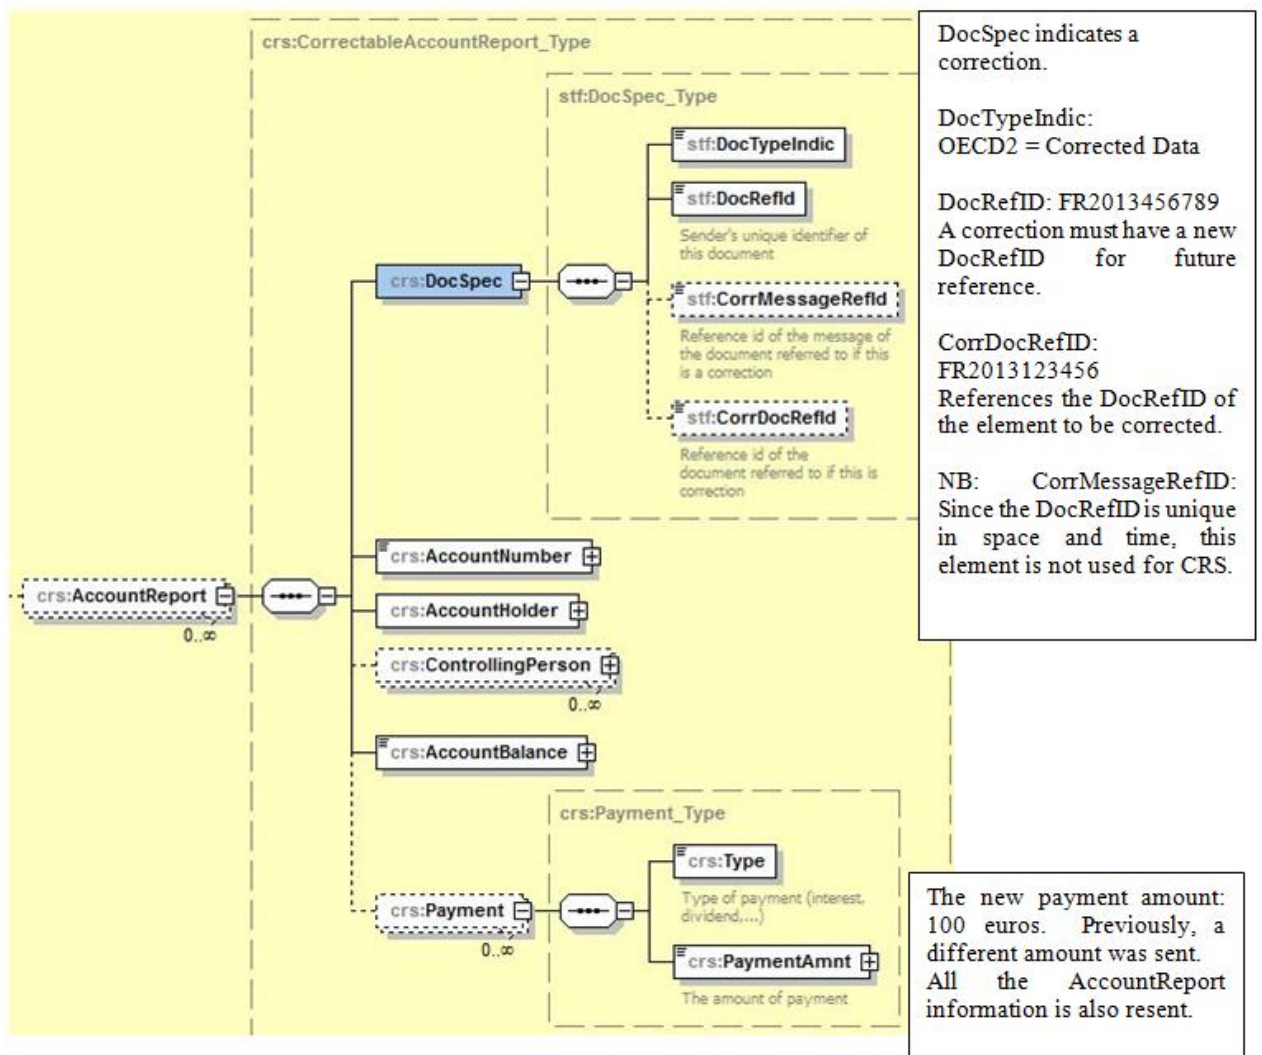 crs:CorrectableAccountReport_Type
stf:DocSpec_Type
stf:DocTypeIndic
stf:DocRefId
Sender's unique identifier of
this document
crs:DocSpec
stf:CorrMessageRefId
Reference id of the message of
the document referred to if this
is a correction
stf:CorrDocRefId
Reference id of the
document referred to if this is
correction
crs:AccountNumber
crs:AccountReport
0..∞
crs:AccountHolder
crs:ControllingPerson
0..∞
crs:AccountBalance
crs:Payment_Type
crs:Type
Type of payment (interest,
dividend,...)
crs:Payment
0..∞
crs:PaymentAmnt
The amount of payment
DocSpec indicates a
correction.
DocTypeIndic:
OECD2 = Corrected Data
DocRefID: FR2013456789
A correction must have a new
DocRefID for future
reference.
CorrDocRefID:
FR2013123456
References the DocRefID of
the element to be corrected.
NB: CorrMessageRefID:
Since the DocRefID is unique
in space and time, this
element is not used for CRS.
The new payment amount:
100 euros. Previously, a
different amount was sent.
All the AccountReport
information is also resent.